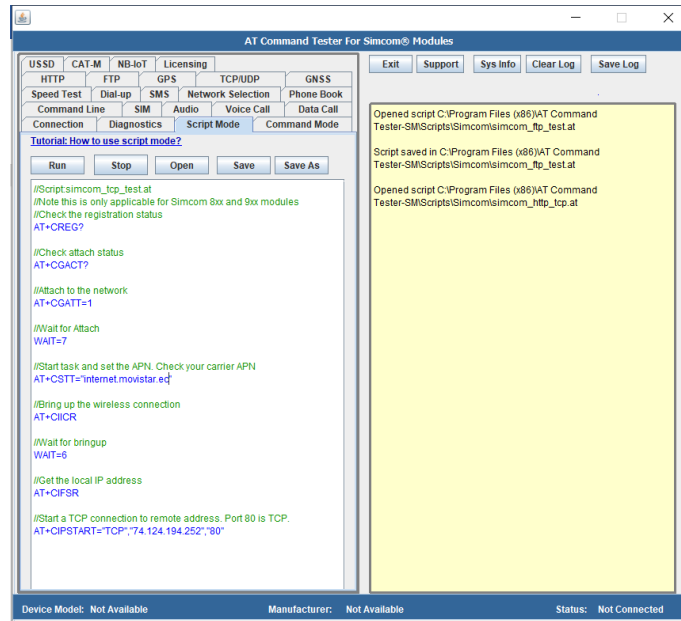 AT Command Tester For Simcom® Modules
USSD CAT-M NB-IoT Licensing
HTTP FTP GPS TCP/UDP GNSS
Speed Test Dial-up SMS Network Selection Phone Book
Command Line SIM Audio Voice Call Data Call
Connection Diagnostics Script Mode Command Mode
Tutorial: How to use script mode?
Run Stop Open Save Save As
//Script:simcom_tcp_test.at
//Note this is only applicable for Simcom 8xx and 9xx modules
//Check the registration status
AT+CREG?
//Check attach status
AT+CGACT?
//Attach to the network
AT+CGATT=1
//Wait for Attach
WAIT=7
//Start task and set the APN. Check your carrier APN
AT+CSTT="internet.movistar.ec"
//Bring up the wireless connection
AT+CIICR
//Wait for bringup
WAIT=6
//Get the local IP address
AT+CIFSR
//Start a TCP connection to remote address. Port 80 is TCP.
AT+CIPSTART="TCP","74.124.194.252","80"
Exit Support Sys Info Clear Log Save Log
Opened script C:\Program Files (x86)\AT Command
Tester-SM\Scripts\Simcom\simcom_ftp_test.at
Script saved in C:\Program Files (x86)\AT Command
Tester-SM\Scripts\Simcom\simcom_ftp_test.at
Opened script C:\Program Files (x86)\AT Command
Tester-SM\Scripts\Simcom\simcom_http_tcp.at
Device Model: Not Available Manufacturer: Not Available Status: Not Connected